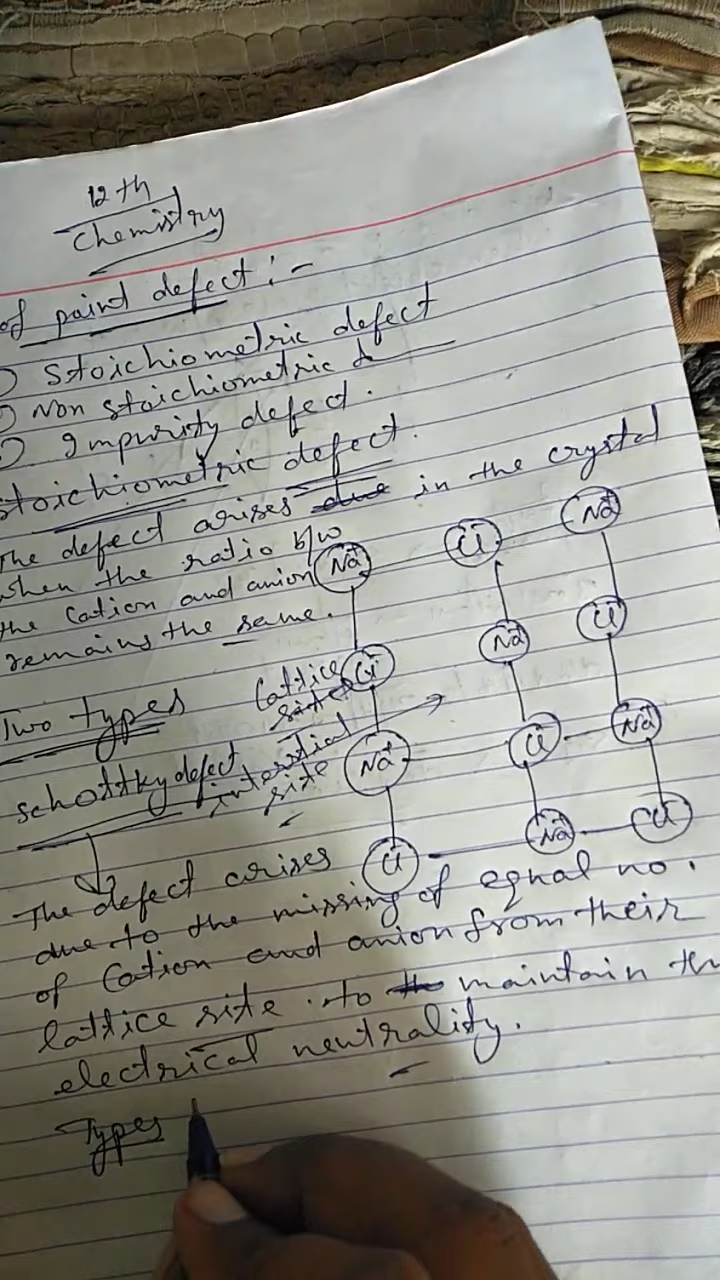 12th
Chemistry
of paint defect : -
Stoichiometric defect
Non stoichiometric
Impurity defect.
Stoichiometric defect.
The defect arises due in the crystal
when the ratio b/w
the Cation and anion
remains the same.
Na+ Cl- Na+
Cl- Na+ Cl-
Na+ Cl- Na+
Cl- Na+ Cl-
Two types
Lattice
site
Schottky defect
interstitial
site
The defect arises
due to the missing of equal no.
of Cation and anion from their
lattice site. to th maintain the
electrical neutrality.
Types